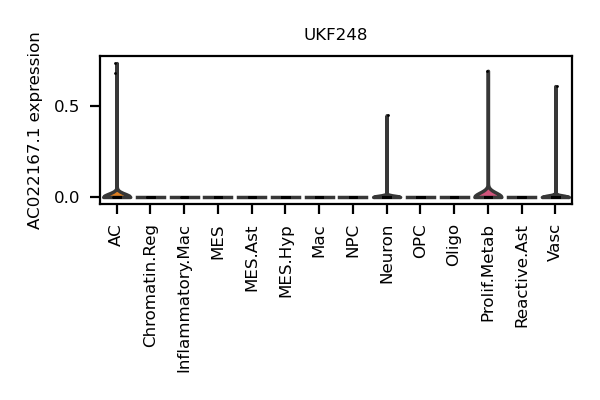 UKF248
AC022167.1 expression
0.5
0.0
AC
Chromatin.Reg
Inflammatory.Mac
MES
MES.Ast
MES.Hyp
Mac
NPC
Neuron
OPC
Oligo
Prolif.Metab
Reactive.Ast
Vasc